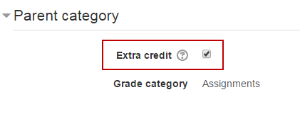 Parent category
Extra credit
Grade category Assignments